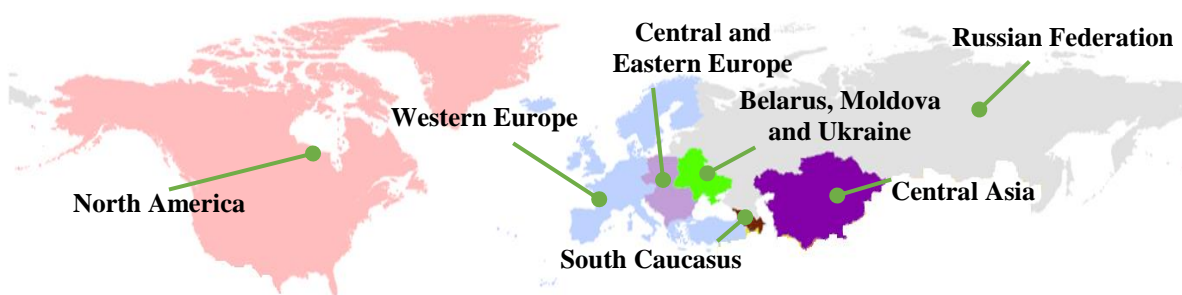 Central and
Eastern Europe
Russian Federation
Western Europe
Belarus, Moldova
and Ukraine
North America
Central Asia
South Caucasus